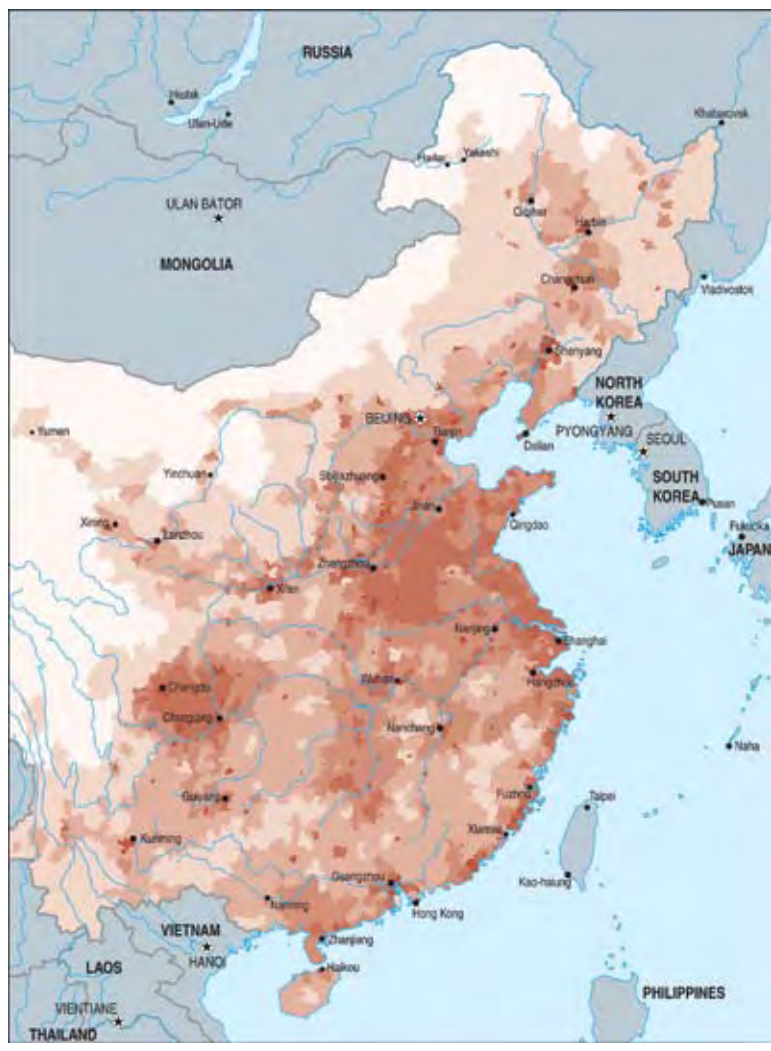 RUSSIA
Irkutsk
Khabarovsk
Ulan-Ude
Hailar
Yakeshi
ULAN BATOR
Qiqihar
Harbin
MONGOLIA
Changchun
Vladivostok
Shenyang
NORTH
KOREA
BEIJING
Yumen
PYONGYANG
Tianjin
Dalian
SEOUL
Yinchuan
Shijiazhuang
SOUTH
KOREA
Pusan
Jinan
Xining
Qingdao
Fukuoka
Lanzhou
JAPAN
Zhengzhou
Xi'an
Nanjing
Shanghai
Wuhan
Hangzhou
Chengdu
Chongqing
Nanchang
Naha
Guiyang
Fuzhou
Taipei
Kunming
Xiamen
Guangzhou
Kao-hsiung
Nanning
Hong Kong
VIETNAM
Zhanjiang
HANOI
LAOS
Haikou
PHILIPPINES
VIENTIANE
THAILAND